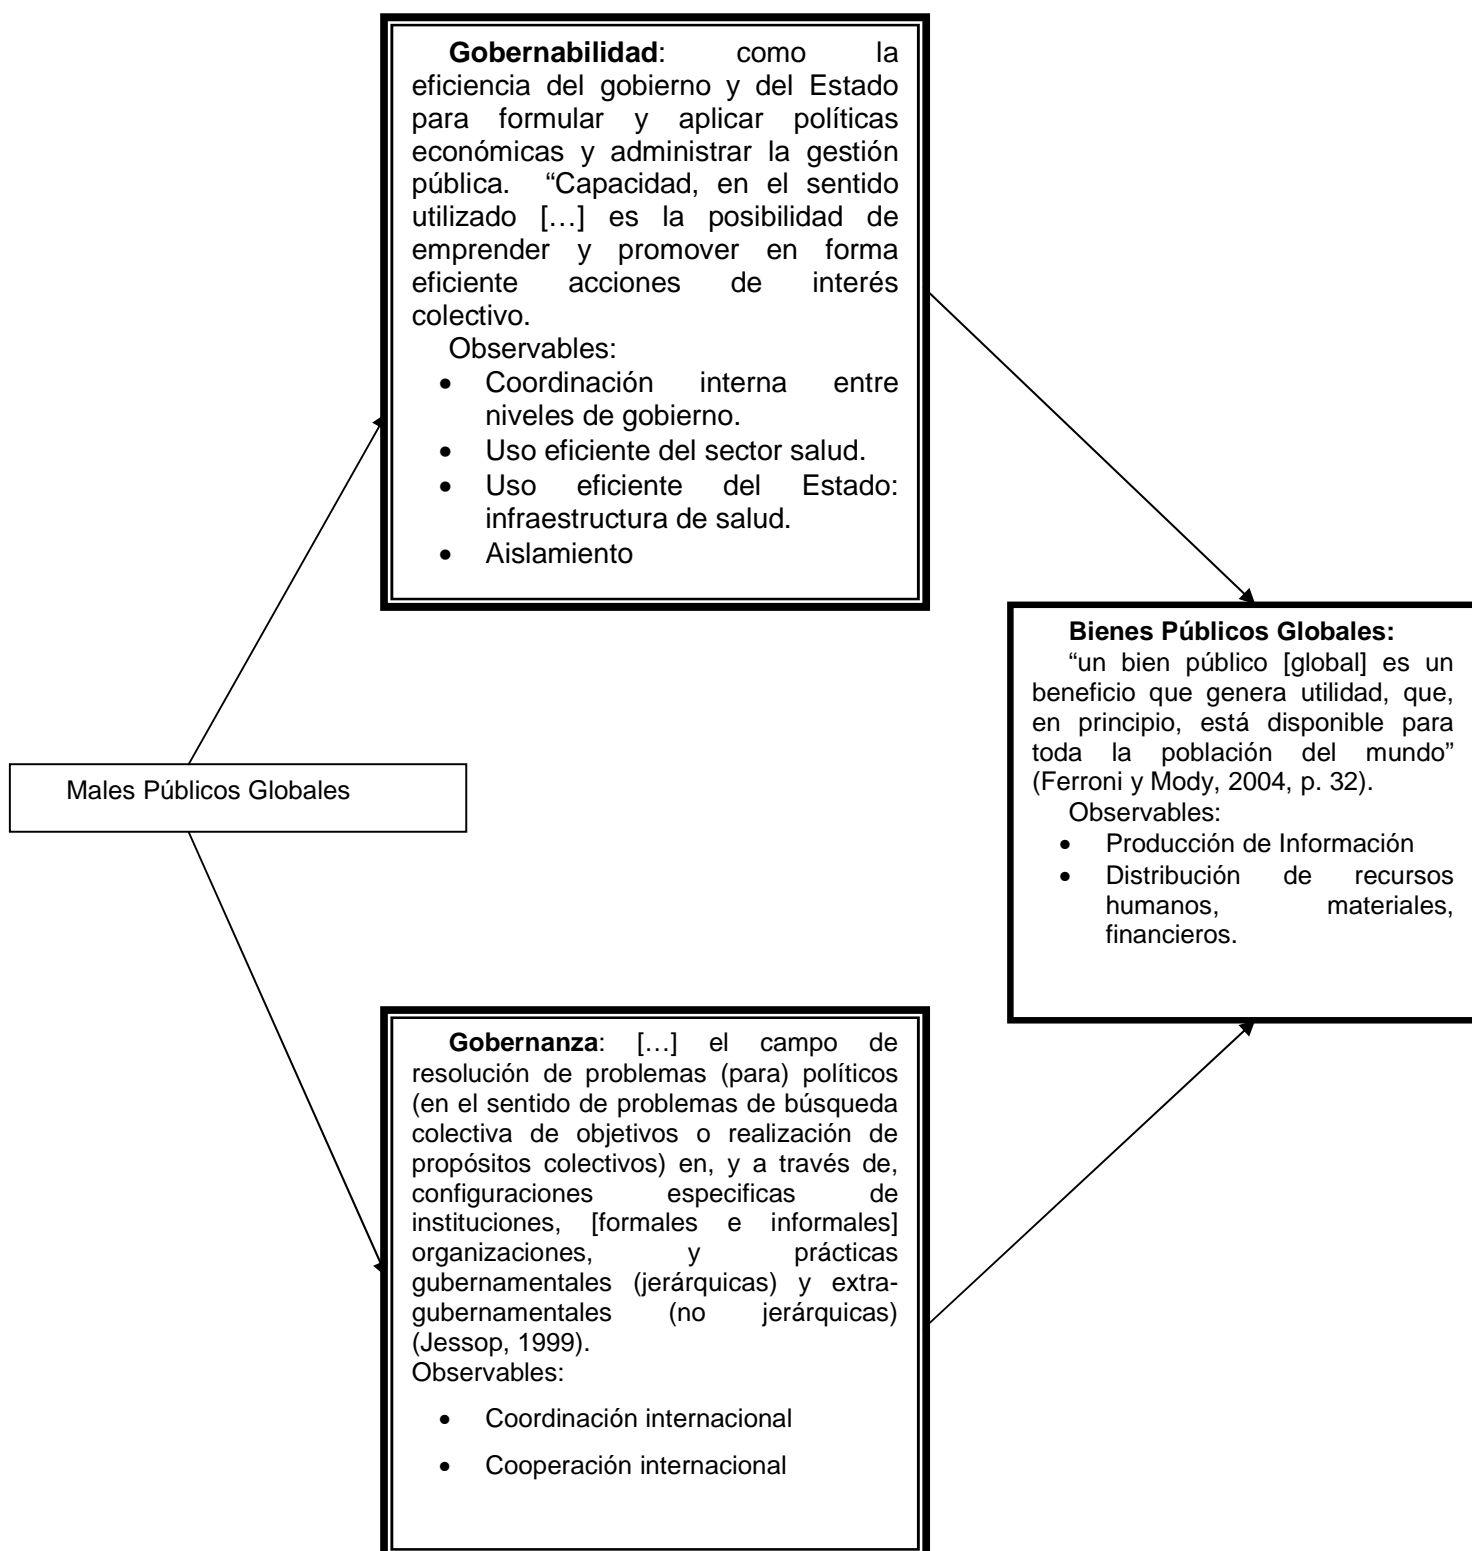 Gobernabilidad: como la
eficiencia del gobierno y del Estado
para formular y aplicar políticas
económicas y administrar la gestión
pública. “Capacidad, en el sentido
utilizado […] es la posibilidad de
emprender y promover en forma
eficiente acciones de interés
colectivo.
Observables:
• Coordinación interna entre
niveles de gobierno.
• Uso eficiente del sector salud.
• Uso eficiente del Estado:
infraestructura de salud.
• Aislamiento
Males Públicos Globales
Bienes Públicos Globales:
“un bien público [global] es un
beneficio que genera utilidad, que,
en principio, está disponible para
toda la población del mundo”
(Ferroni y Mody, 2004, p. 32).
Observables:
• Producción de Información
• Distribución de recursos
humanos, materiales,
financieros.
Gobernanza: […] el campo de
resolución de problemas (para) políticos
(en el sentido de problemas de búsqueda
colectiva de objetivos o realización de
propósitos colectivos) en, y a través de,
configuraciones especificas de
instituciones, [formales e informales]
organizaciones, y prácticas
gubernamentales (jerárquicas) y extra-
gubernamentales (no jerárquicas)
(Jessop, 1999).
Observables:
• Coordinación internacional
• Cooperación internacional